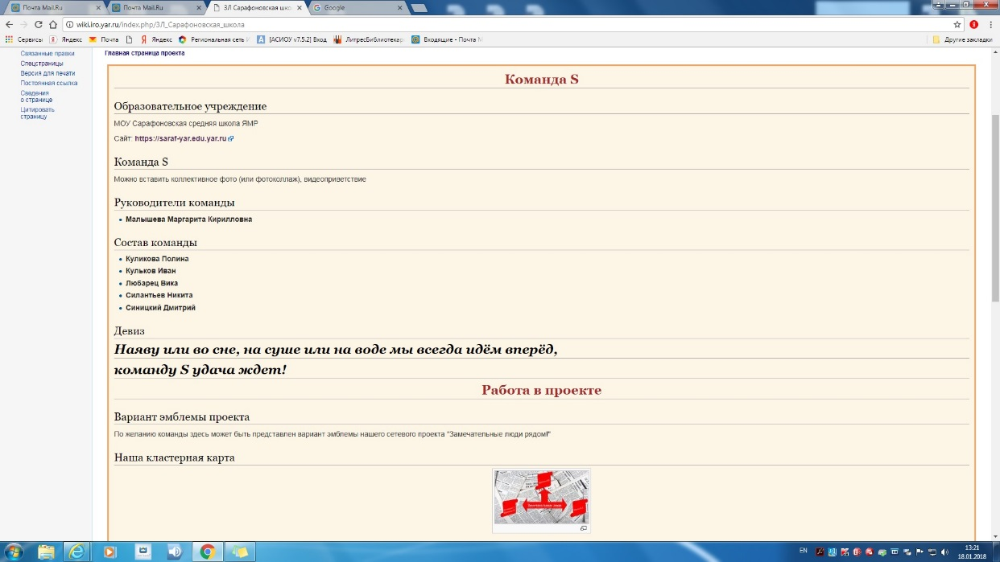 Почта Mail.Ru
Почта Mail.Ru
ЗЛ Сарафоновская шко
Google
wiki.iro.yar.ru/index.php/ЗЛ_Сарафоновская_школа
Сервисы Яндекс Почта Яндекс Региональная сеть [АСИОУ v7.5.2] Вход ЛитресБиблиотекар Входящие - Почта Другие закладки
Связанные правки
Спецстраницы
Версия для печати
Постоянная ссылка
Сведения
о странице
Цитировать
страницу
Главная страница проекта
Команда S
Образовательное учреждение
МОУ Сарафоновская средняя школа ЯМР
Сайт: https://saraf-yar.edu.yar.ru
Команда S
Можно вставить коллективное фото (или фотоколлаж), видеоприветствие
Руководители команды
Малышева Маргарита Кирилловна
Состав команды
Куликова Полина
Кульков Иван
Любарец Вика
Силантьев Никита
Синицкий Дмитрий
Девиз
Наяву или во сне, на суше или на воде мы всегда идём вперёд,
команду S удача ждет!
Работа в проекте
Вариант эмблемы проекта
По желанию команды здесь может быть представлен вариант эмблемы нашего сетевого проекта "Замечательные люди рядом!"
Наша кластерная карта
EN
13:21
18.01.2018